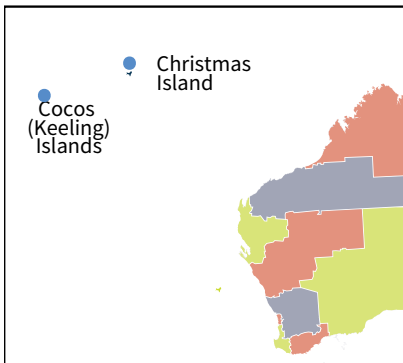 Christmas
Island
Cocos
(Keeling)
Islands